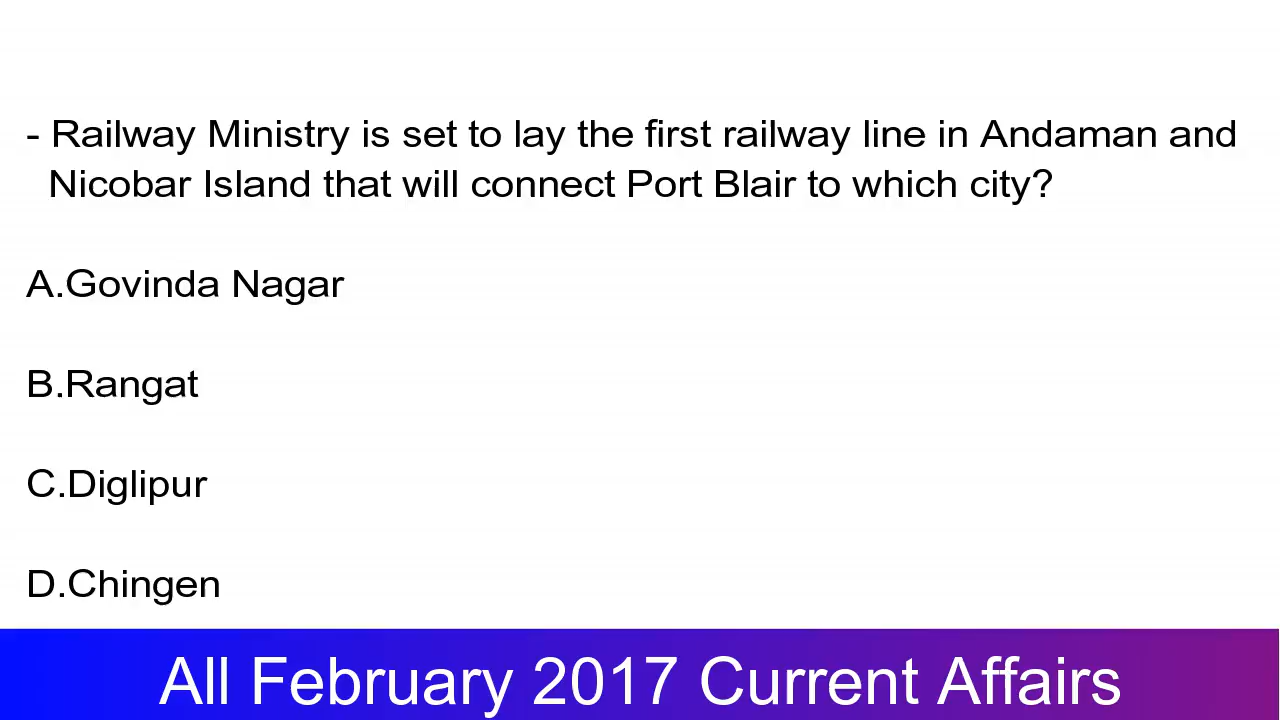 - Railway Ministry is set to lay the first railway line in Andaman and
Nicobar Island that will connect Port Blair to which city?
A.Govinda Nagar
B.Rangat
C.Diglipur
D.Chingen
All February 2017 Current Affairs